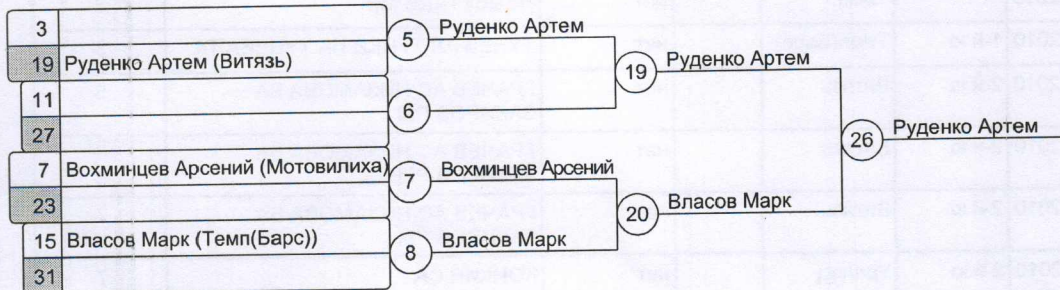 3
5 Руденко Артем
19 Руденко Артем (Витязь)
19 Руденко Артем
11
6
27
26 Руденко Артем
7 Вохминцев Арсений (Мотовилиха)
7 Вохминцев Арсений
23
20 Власов Марк
15 Власов Марк (Темп(Барс))
8 Власов Марк
31